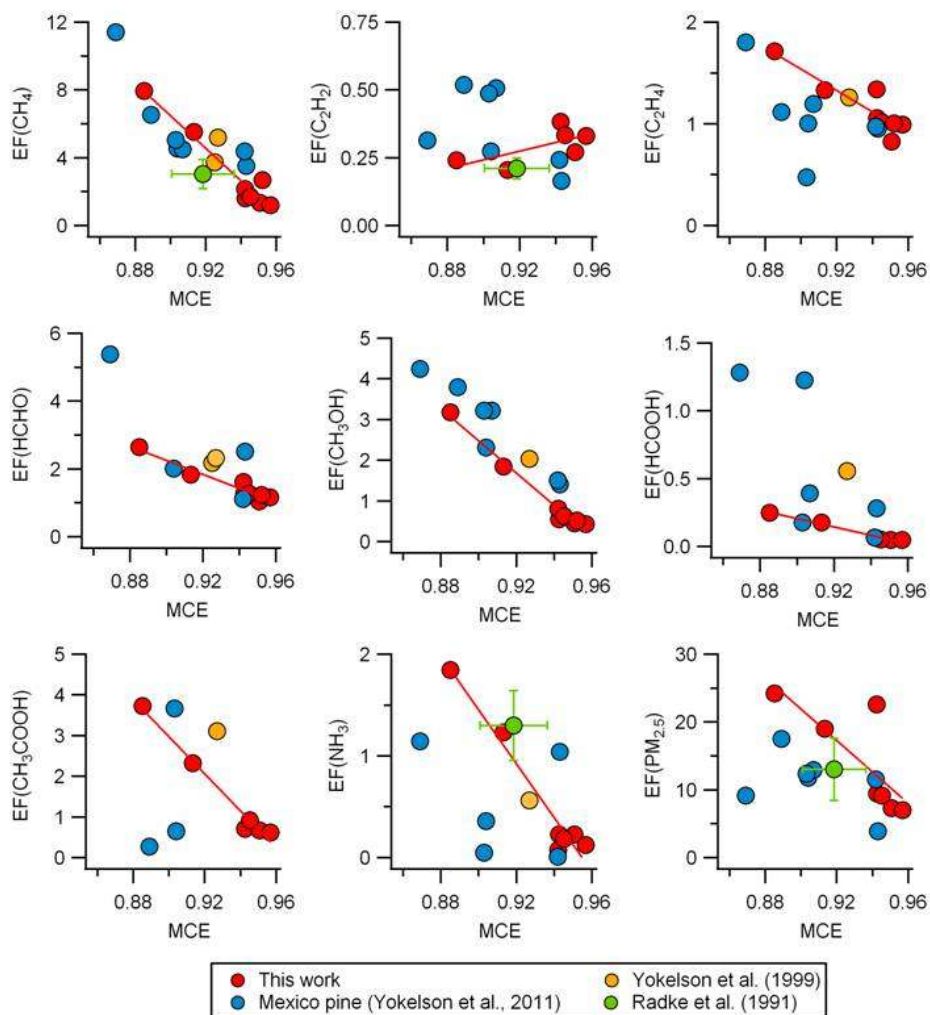 12
8
4
0
EF(CH4)
0.88 0.92 0.96
MCE
0.75
0.50
0.25
0.00
EF(C2H2)
0.88 0.92 0.96
MCE
2
1
0
EF(C2H4)
0.88 0.92 0.96
MCE
6
4
2
0
EF(HCHO)
0.88 0.92 0.96
MCE
5
4
3
2
1
0
EF(CH3OH)
0.88 0.92 0.96
MCE
1.5
1.0
0.5
0.0
EF(HCOOH)
0.88 0.92 0.96
MCE
5
4
3
2
1
0
EF(CH3COOH)
0.88 0.92 0.96
MCE
2
1
0
EF(NH3)
0.88 0.92 0.96
MCE
30
20
10
0
EF(PM2.5)
0.88 0.92 0.96
MCE
This work
Yokelson et al. (1999)
Mexico pine (Yokelson et al., 2011)
Radke et al. (1991)